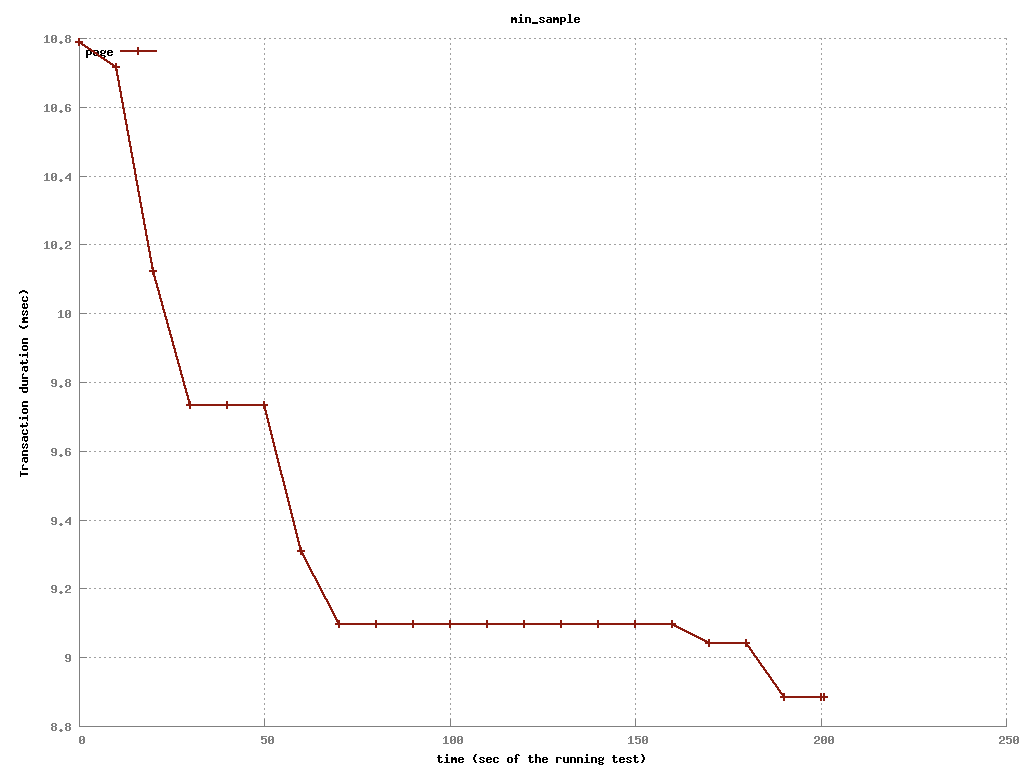 min_sample
page
10.8
10.6
10.4
10.2
10
9.8
9.6
9.4
9.2
9
8.8
Transaction duration (msec)
0 50 100 150 200 250
time (sec of the running test)